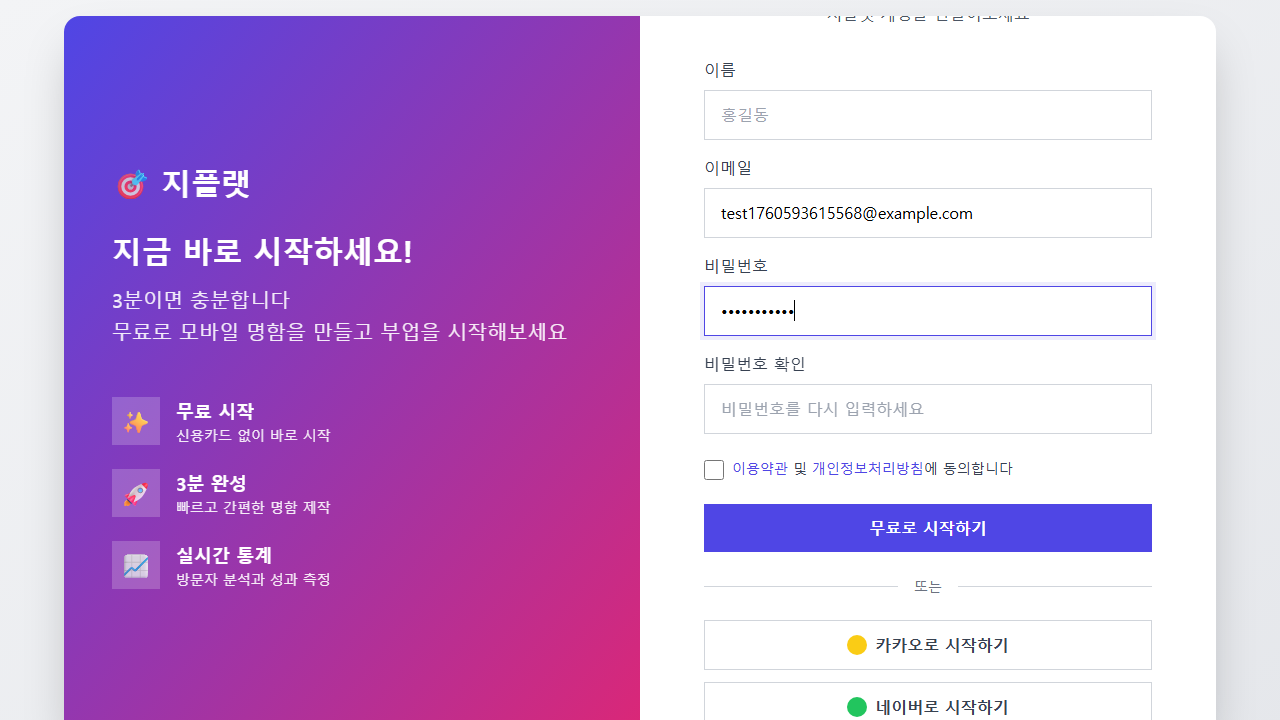 지플랫
지금 바로 시작하세요!
3분이면 충분합니다
무료로 모바일 명함을 만들고 부업을 시작해보세요
무료 시작
신용카드 없이 바로 시작
3분 완성
빠르고 간편한 명함 제작
실시간 통계
방문자 분석과 성과 측정
이름
홍길동
이메일
test1760593615568@example.com
비밀번호
•••••••••••
비밀번호 확인
비밀번호를 다시 입력하세요
이용약관 및 개인정보처리방침에 동의합니다
무료로 시작하기
또는
카카오로 시작하기
네이버로 시작하기